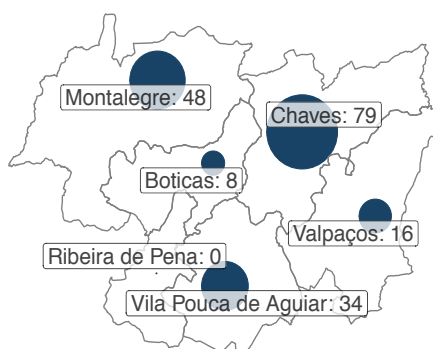 Montalegre: 48
Chaves: 79
Boticas: 8
Valpaços: 16
Ribeira de Pena: 0
Vila Pouca de Aguiar: 34